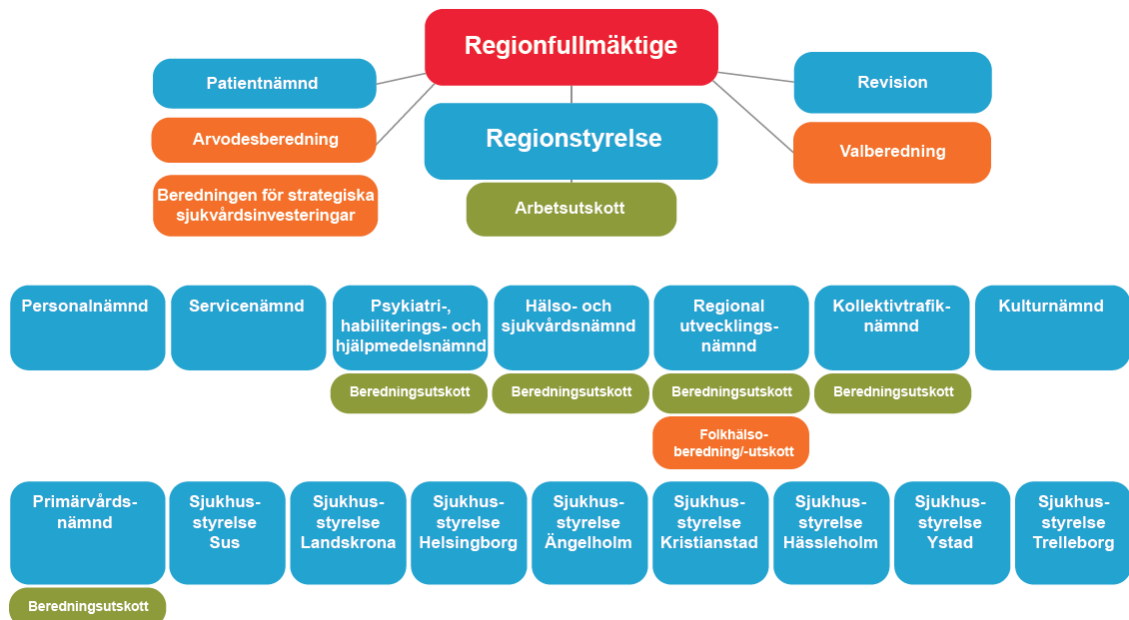 Regionfullmäktige
Patientnämnd
Revision
Arvodesberedning
Regionstyrelse
Valberedning
Beredningen för strategiska
sjukvårdsinvesteringar
Arbetsutskott
Personalnämnd
Servicenämnd
Psykiatri-,
habiliterings- och
hjälpmedelsnämnd
Hälso- och
sjukvårdsnämnd
Regional
utvecklings-
nämnd
Kollektivtrafik-
nämnd
Kulturnämnd
Beredningsutskott
Beredningsutskott
Beredningsutskott
Beredningsutskott
Folkhälso-
beredning/-utskott
Primärvårds-
nämnd
Sjukhus-
styrelse
Sus
Sjukhus-
styrelse
Landskrona
Sjukhus-
styrelse
Helsingborg
Sjukhus-
styrelse
Ängelholm
Sjukhus-
styrelse
Kristianstad
Sjukhus-
styrelse
Hässleholm
Sjukhus-
styrelse
Ystad
Sjukhus-
styrelse
Trelleborg
Beredningsutskott